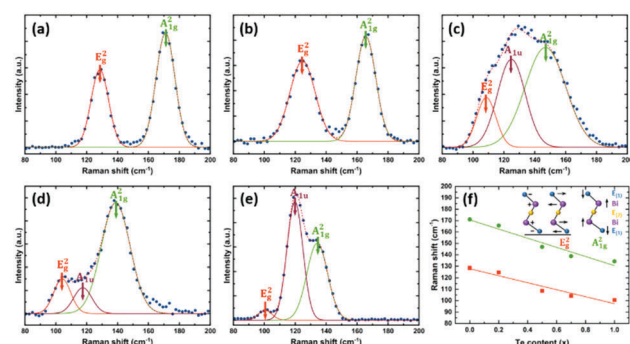 (a)
E²g
A²1g
Intensity (a.u.)
80 100 120 140 160 180 200
Raman shift (cm⁻¹)
(b)
E²g
A²1g
Intensity (a.u.)
80 100 120 140 160 180 200
Raman shift (cm⁻¹)
(c)
E²g
A1u
A²1g
Intensity (a.u.)
80 100 120 140 160 180 200
Raman shift (cm⁻¹)
(d)
E²g
A1u
A²1g
Intensity (a.u.)
80 100 120 140 160 180 200
Raman shift (cm⁻¹)
(e)
E²g
A1u
A²1g
Intensity (a.u.)
80 100 120 140 160 180 200
Raman shift (cm⁻¹)
(f)
E(1)
Bi
E(2)
Bi
E(1)
E²g
A²1g
Raman shift (cm⁻¹)
200
190
180
170
160
150
140
130
120
110
100
90
80
0.0 0.2 0.4 0.6 0.8 1.0
Te content (x)